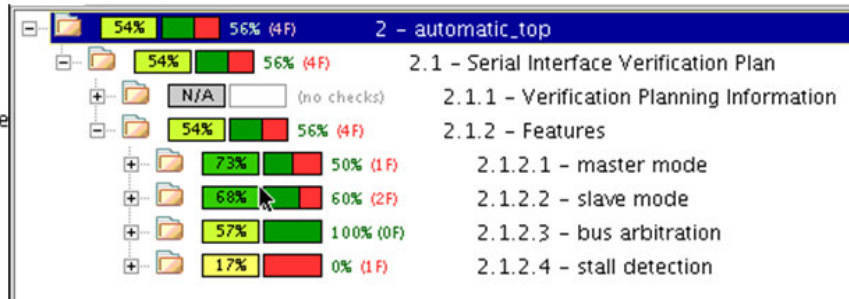 54% 56% (4F) 2 - automatic_top
54% 56% (4F) 2.1 - Serial Interface Verification Plan
N/A (no checks) 2.1.1 - Verification Planning Information
54% 56% (4F) 2.1.2 - Features
73% 50% (1F) 2.1.2.1 - master mode
68% 60% (2F) 2.1.2.2 - slave mode
57% 100% (0F) 2.1.2.3 - bus arbitration
17% 0% (1F) 2.1.2.4 - stall detection